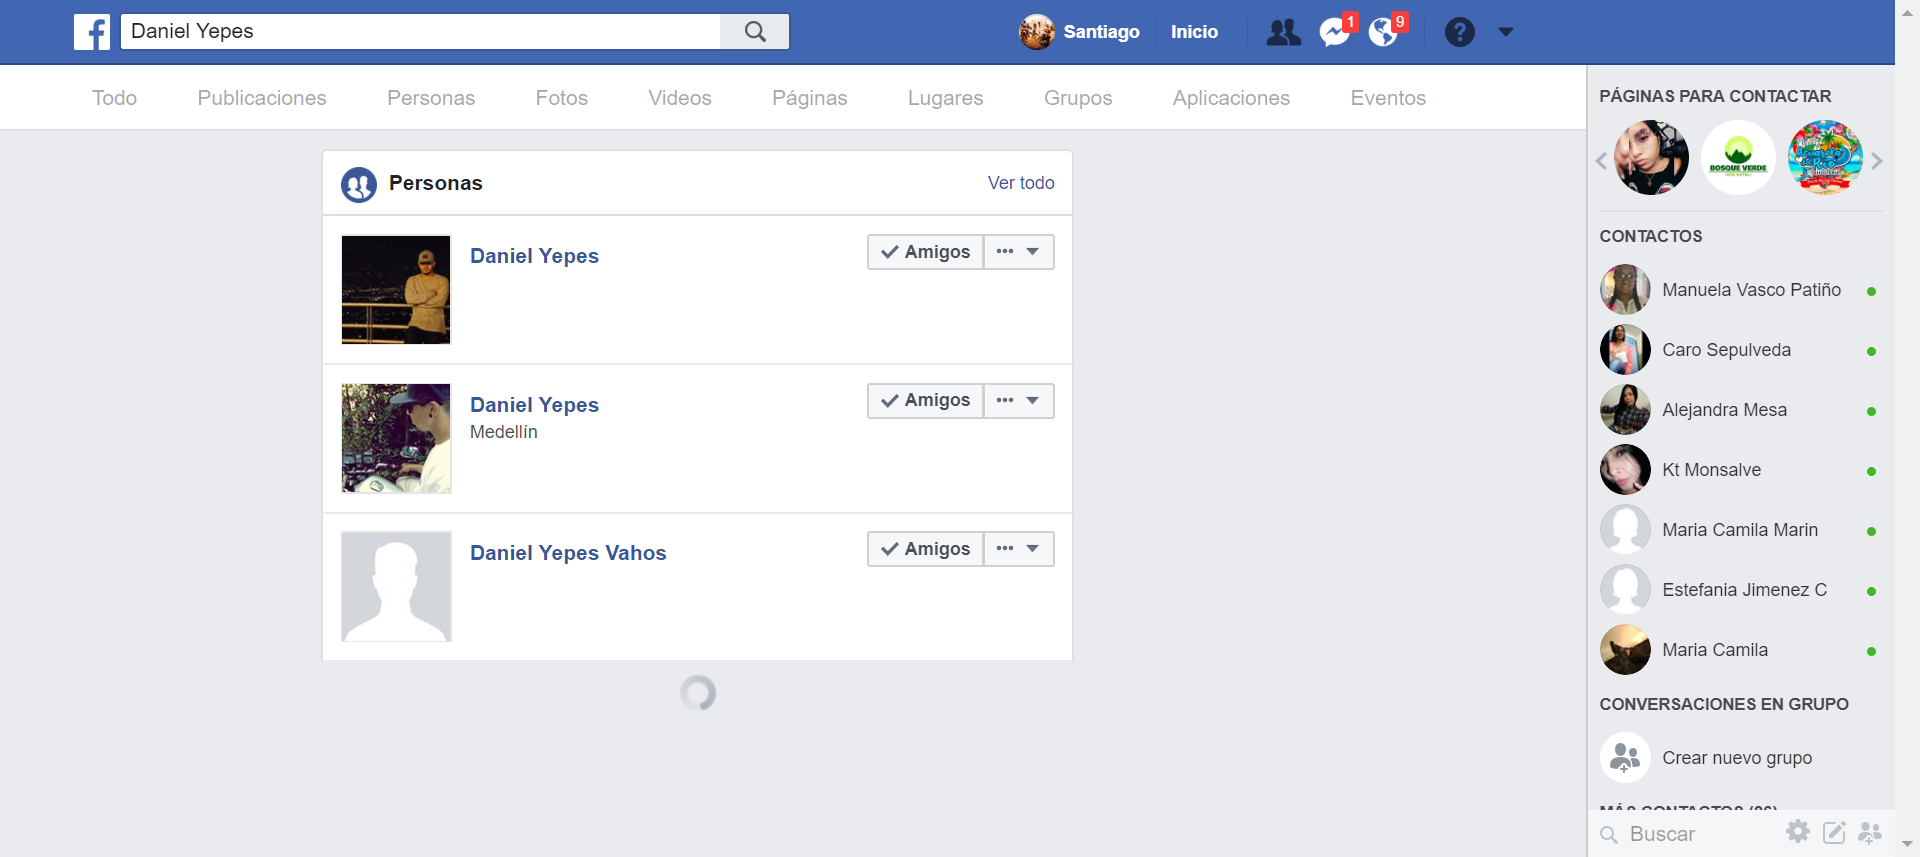 Daniel Yepes
Santiago
Inicio
1
9
Todo
Publicaciones
Personas
Fotos
Videos
Páginas
Lugares
Grupos
Aplicaciones
Eventos
Personas
Ver todo
Daniel Yepes
Amigos
Daniel Yepes
Medellín
Amigos
Daniel Yepes Vahos
Amigos
PÁGINAS PARA CONTACTAR
BOSQUE VERDE
CONTACTOS
Manuela Vasco Patiño
Caro Sepulveda
Alejandra Mesa
Kt Monsalve
Maria Camila Marin
Estefania Jimenez C
Maria Camila
CONVERSACIONES EN GRUPO
Crear nuevo grupo
MÁS CONTACTOS (86)
Buscar